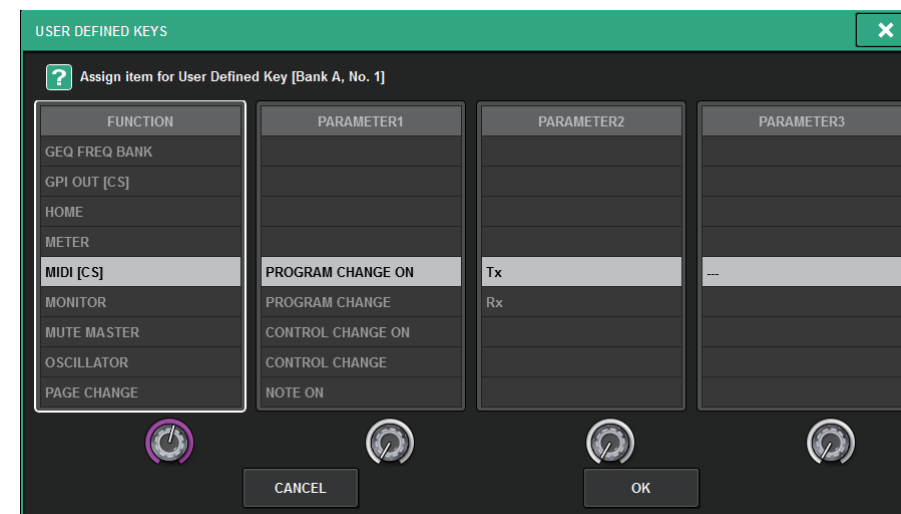 USER DEFINED KEYS
? Assign item for User Defined Key [Bank A, No. 1]
FUNCTION PARAMETER1 PARAMETER2 PARAMETER3
GEQ FREQ BANK
GPI OUT [CS]
HOME
METER
MIDI [CS] PROGRAM CHANGE ON Tx ---
MONITOR PROGRAM CHANGE Rx
MUTE MASTER CONTROL CHANGE ON
OSCILLATOR CONTROL CHANGE
PAGE CHANGE NOTE ON
CANCEL OK